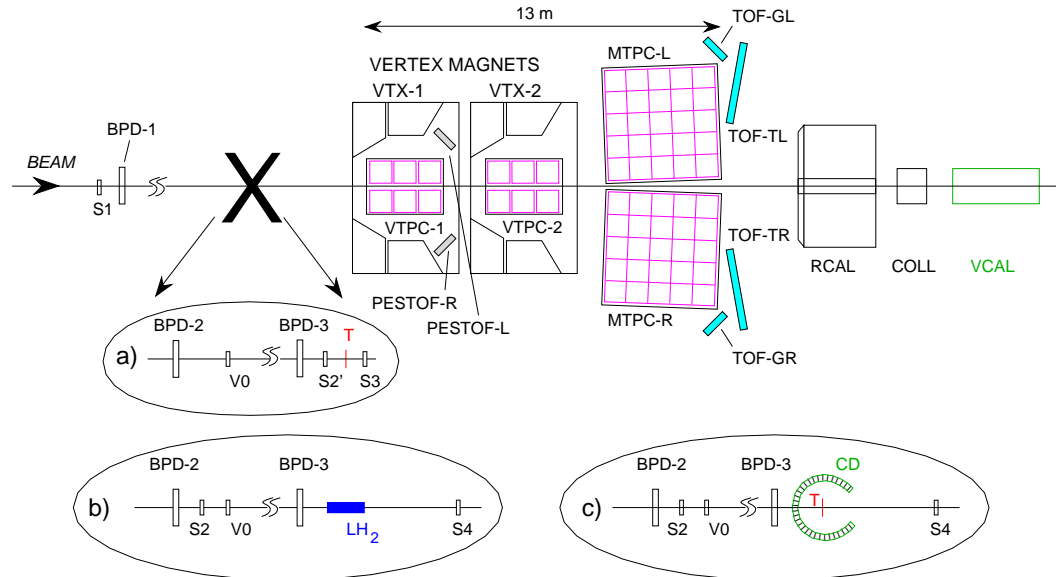 13 m
TOF-GL
MTPC-L
VERTEX MAGNETS
VTX-1
VTX-2
BPD-1
TOF-TL
BEAM
S1
VTPC-1
VTPC-2
TOF-TR
RCAL
COLL
VCAL
PESTOF-R
PESTOF-L
MTPC-R
TOF-GR
BPD-2
BPD-3
T
a)
V0
S2’
S3
BPD-2
BPD-3
b)
S2
V0
LH2
S4
BPD-2
BPD-3
CD
c)
T
S2
V0
S4